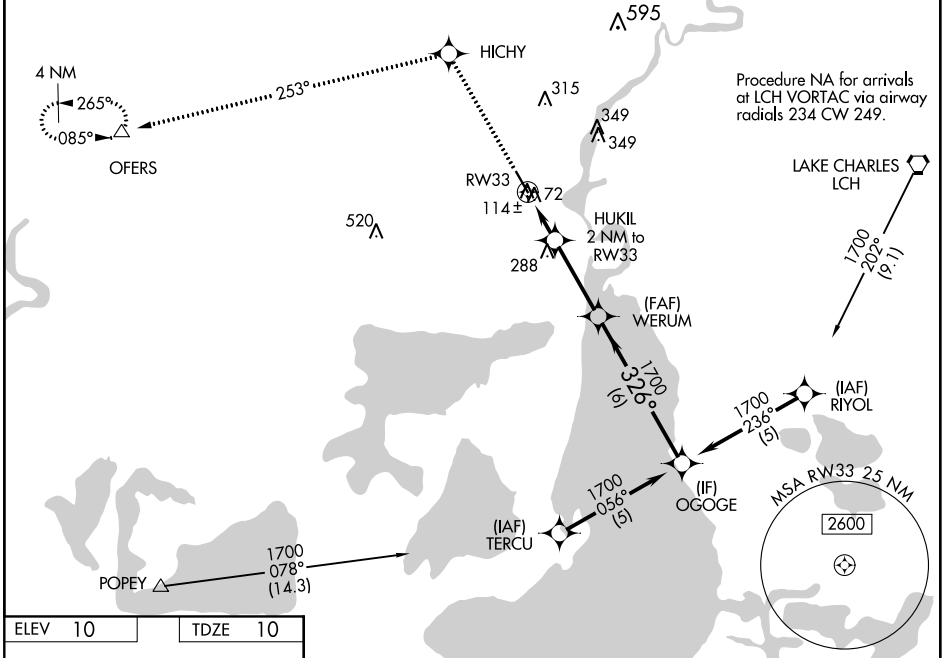 595
HICHY
4 NM
253°
315
Procedure NA for arrivals
at LCH VORTAC via airway
radials 234 CW 249.
265°
085°
349
349
OFERS
LAKE CHARLES
LCH
RW33
72
114±
520
HUKIL
2 NM to
RW33
288
1700
202°
(9.1)
(FAF)
WERUM
1700
326°
(6)
(IAF)
RIYOL
1700
236°
(5)
(IF)
OGOGE
MSA RW33 25 NM
2600
1700
056°
(5)
(IAF)
TERCU
1700
078°
(14.3)
POPEY
ELEV 10
TDZE 10